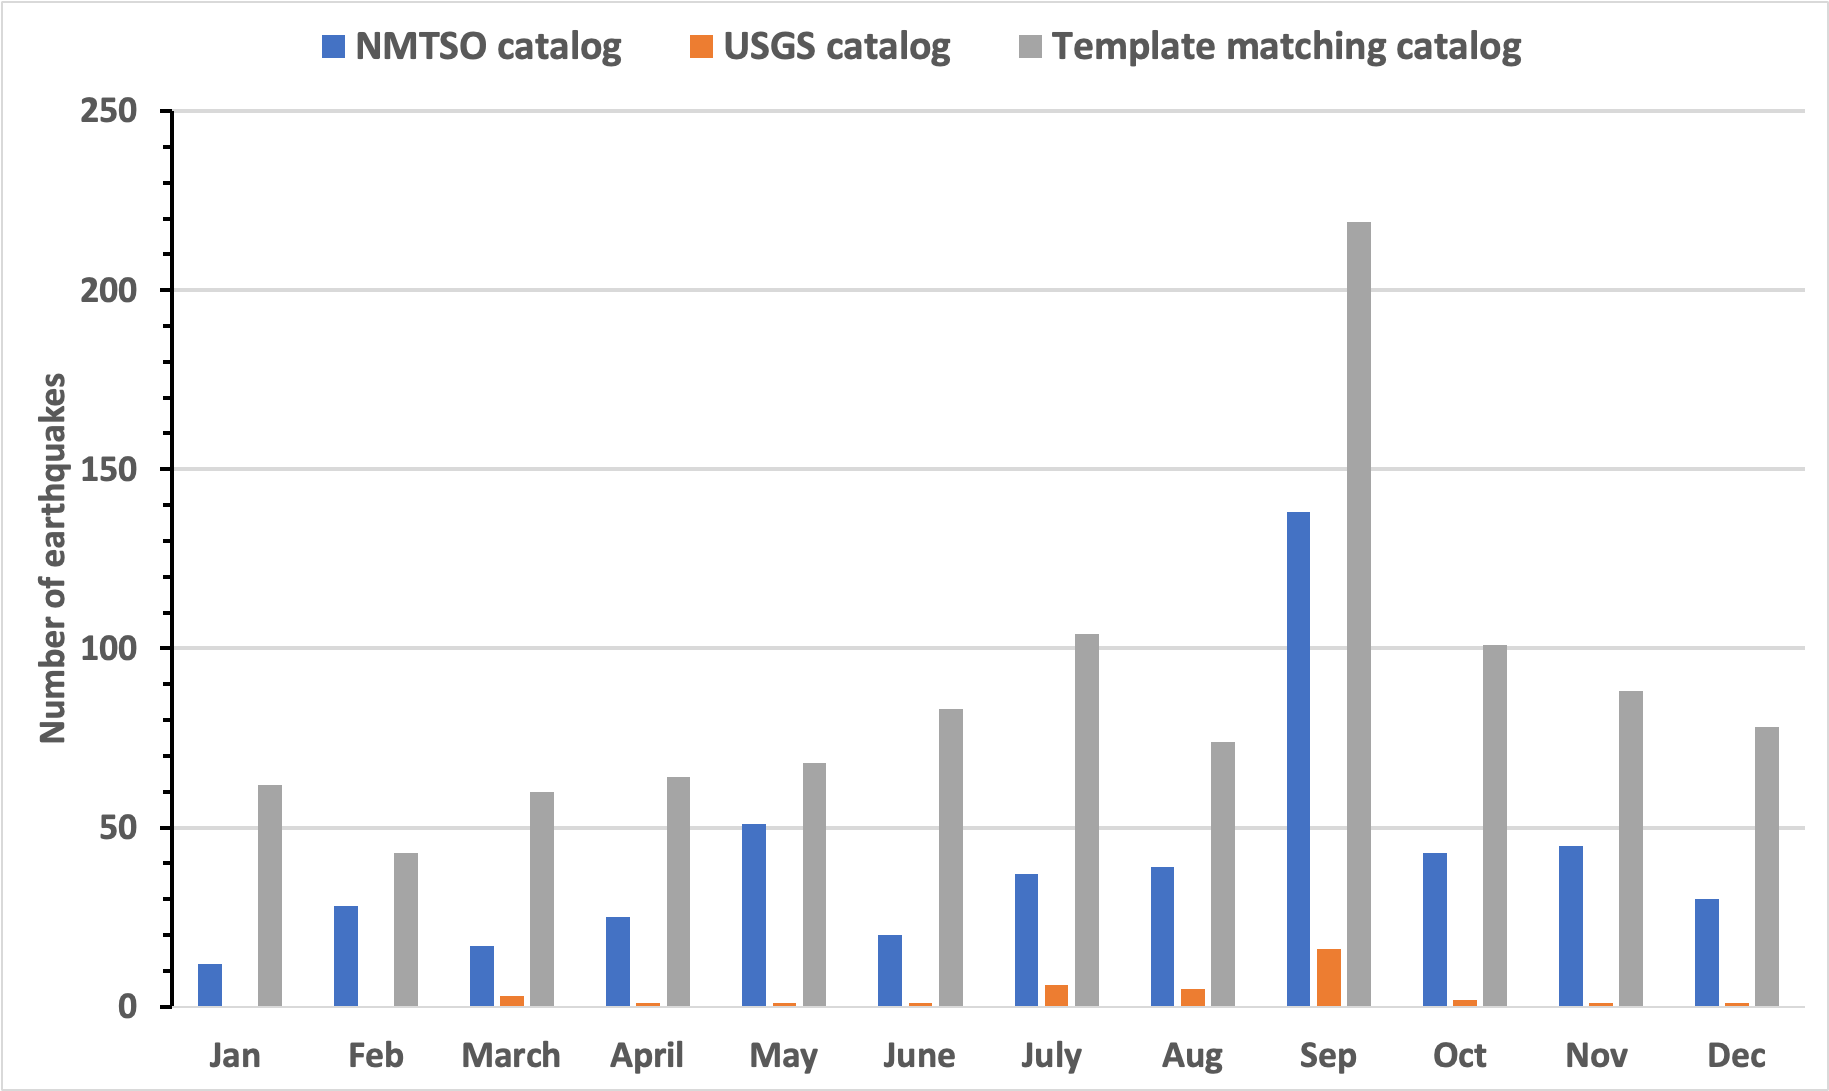 NMTSO catalog USGS catalog Template matching catalog
Number of earthquakes
250
200
150
100
50
0
Jan Feb March April May June July Aug Sep Oct Nov Dec